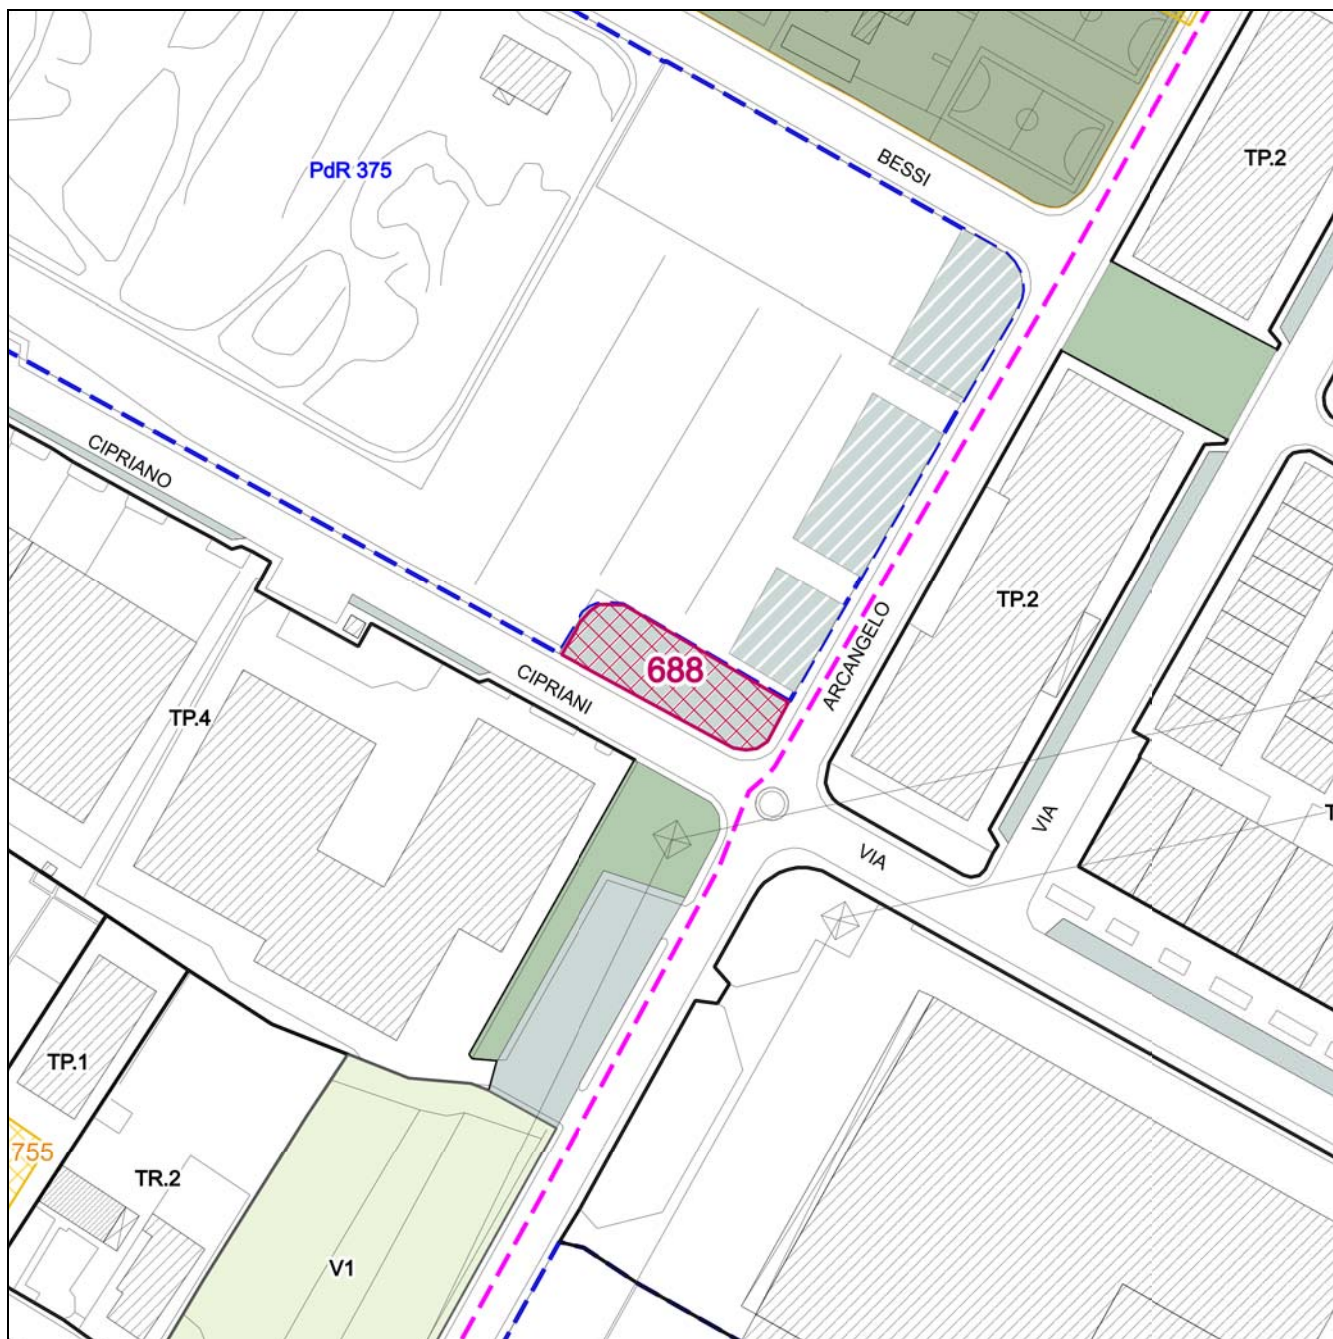 BESSI
TP.2
PdR 375
CIPRIANO
TP.2
ARCANGELO
688
CIPRIANI
TP.4
VIA
VIA
T
TP.1
755
TR.2
V1